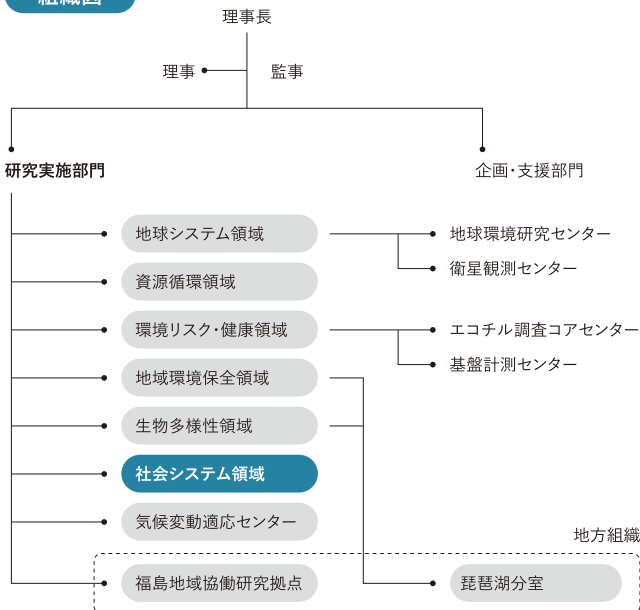 組織図
理事長
理事
監事
研究実施部門
企画・支援部門
地球システム領域
地球環境研究センター
衛星観測センター
資源循環領域
環境リスク・健康領域
エコチル調査コアセンター
基盤計測センター
地域環境保全領域
生物多様性領域
社会システム領域
気候変動適応センター
地方組織
福島地域協働研究拠点
琵琶湖分室